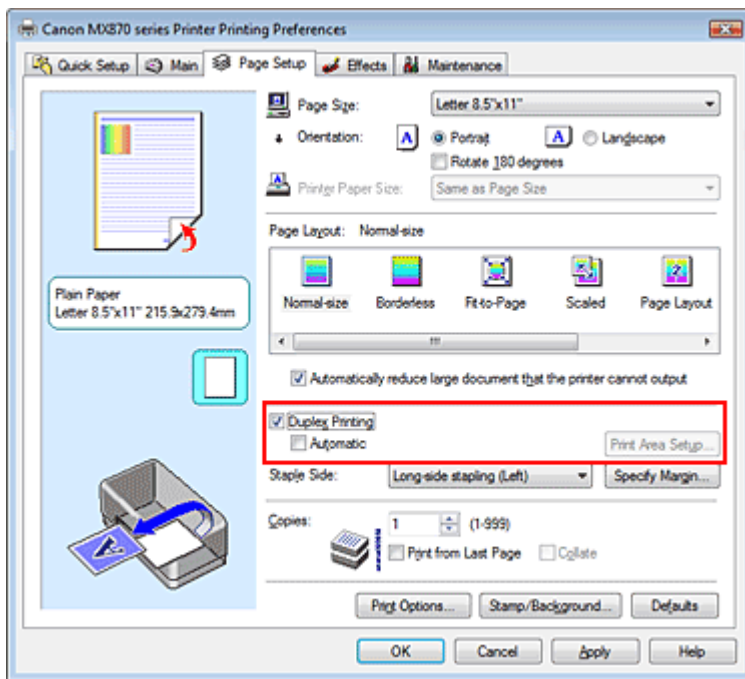 Canon MX870 series Printer Printing Preferences
Quick Setup Main Page Setup Effects Maintenance
Page Size: Letter 8.5"x11"
Orientation: A Portrait A Landscape
Rotate 180 degrees
Printer Paper Size: Same as Page Size
Page Layout: Normal-size
Normal-size Borderless Fit-to-Page Scaled Page Layout
Plain Paper
Letter 8.5"x11" 215.9x279.4mm
Automatically reduce large document that the printer cannot output
Duplex Printing
Automatic Print Area Setup...
Staple Side: Long-side stapling (Left) Specify Margin...
Copies: 1 (1-999)
Print from Last Page Collate
Print Options... Stamp/Background... Defaults
OK Cancel Apply Help